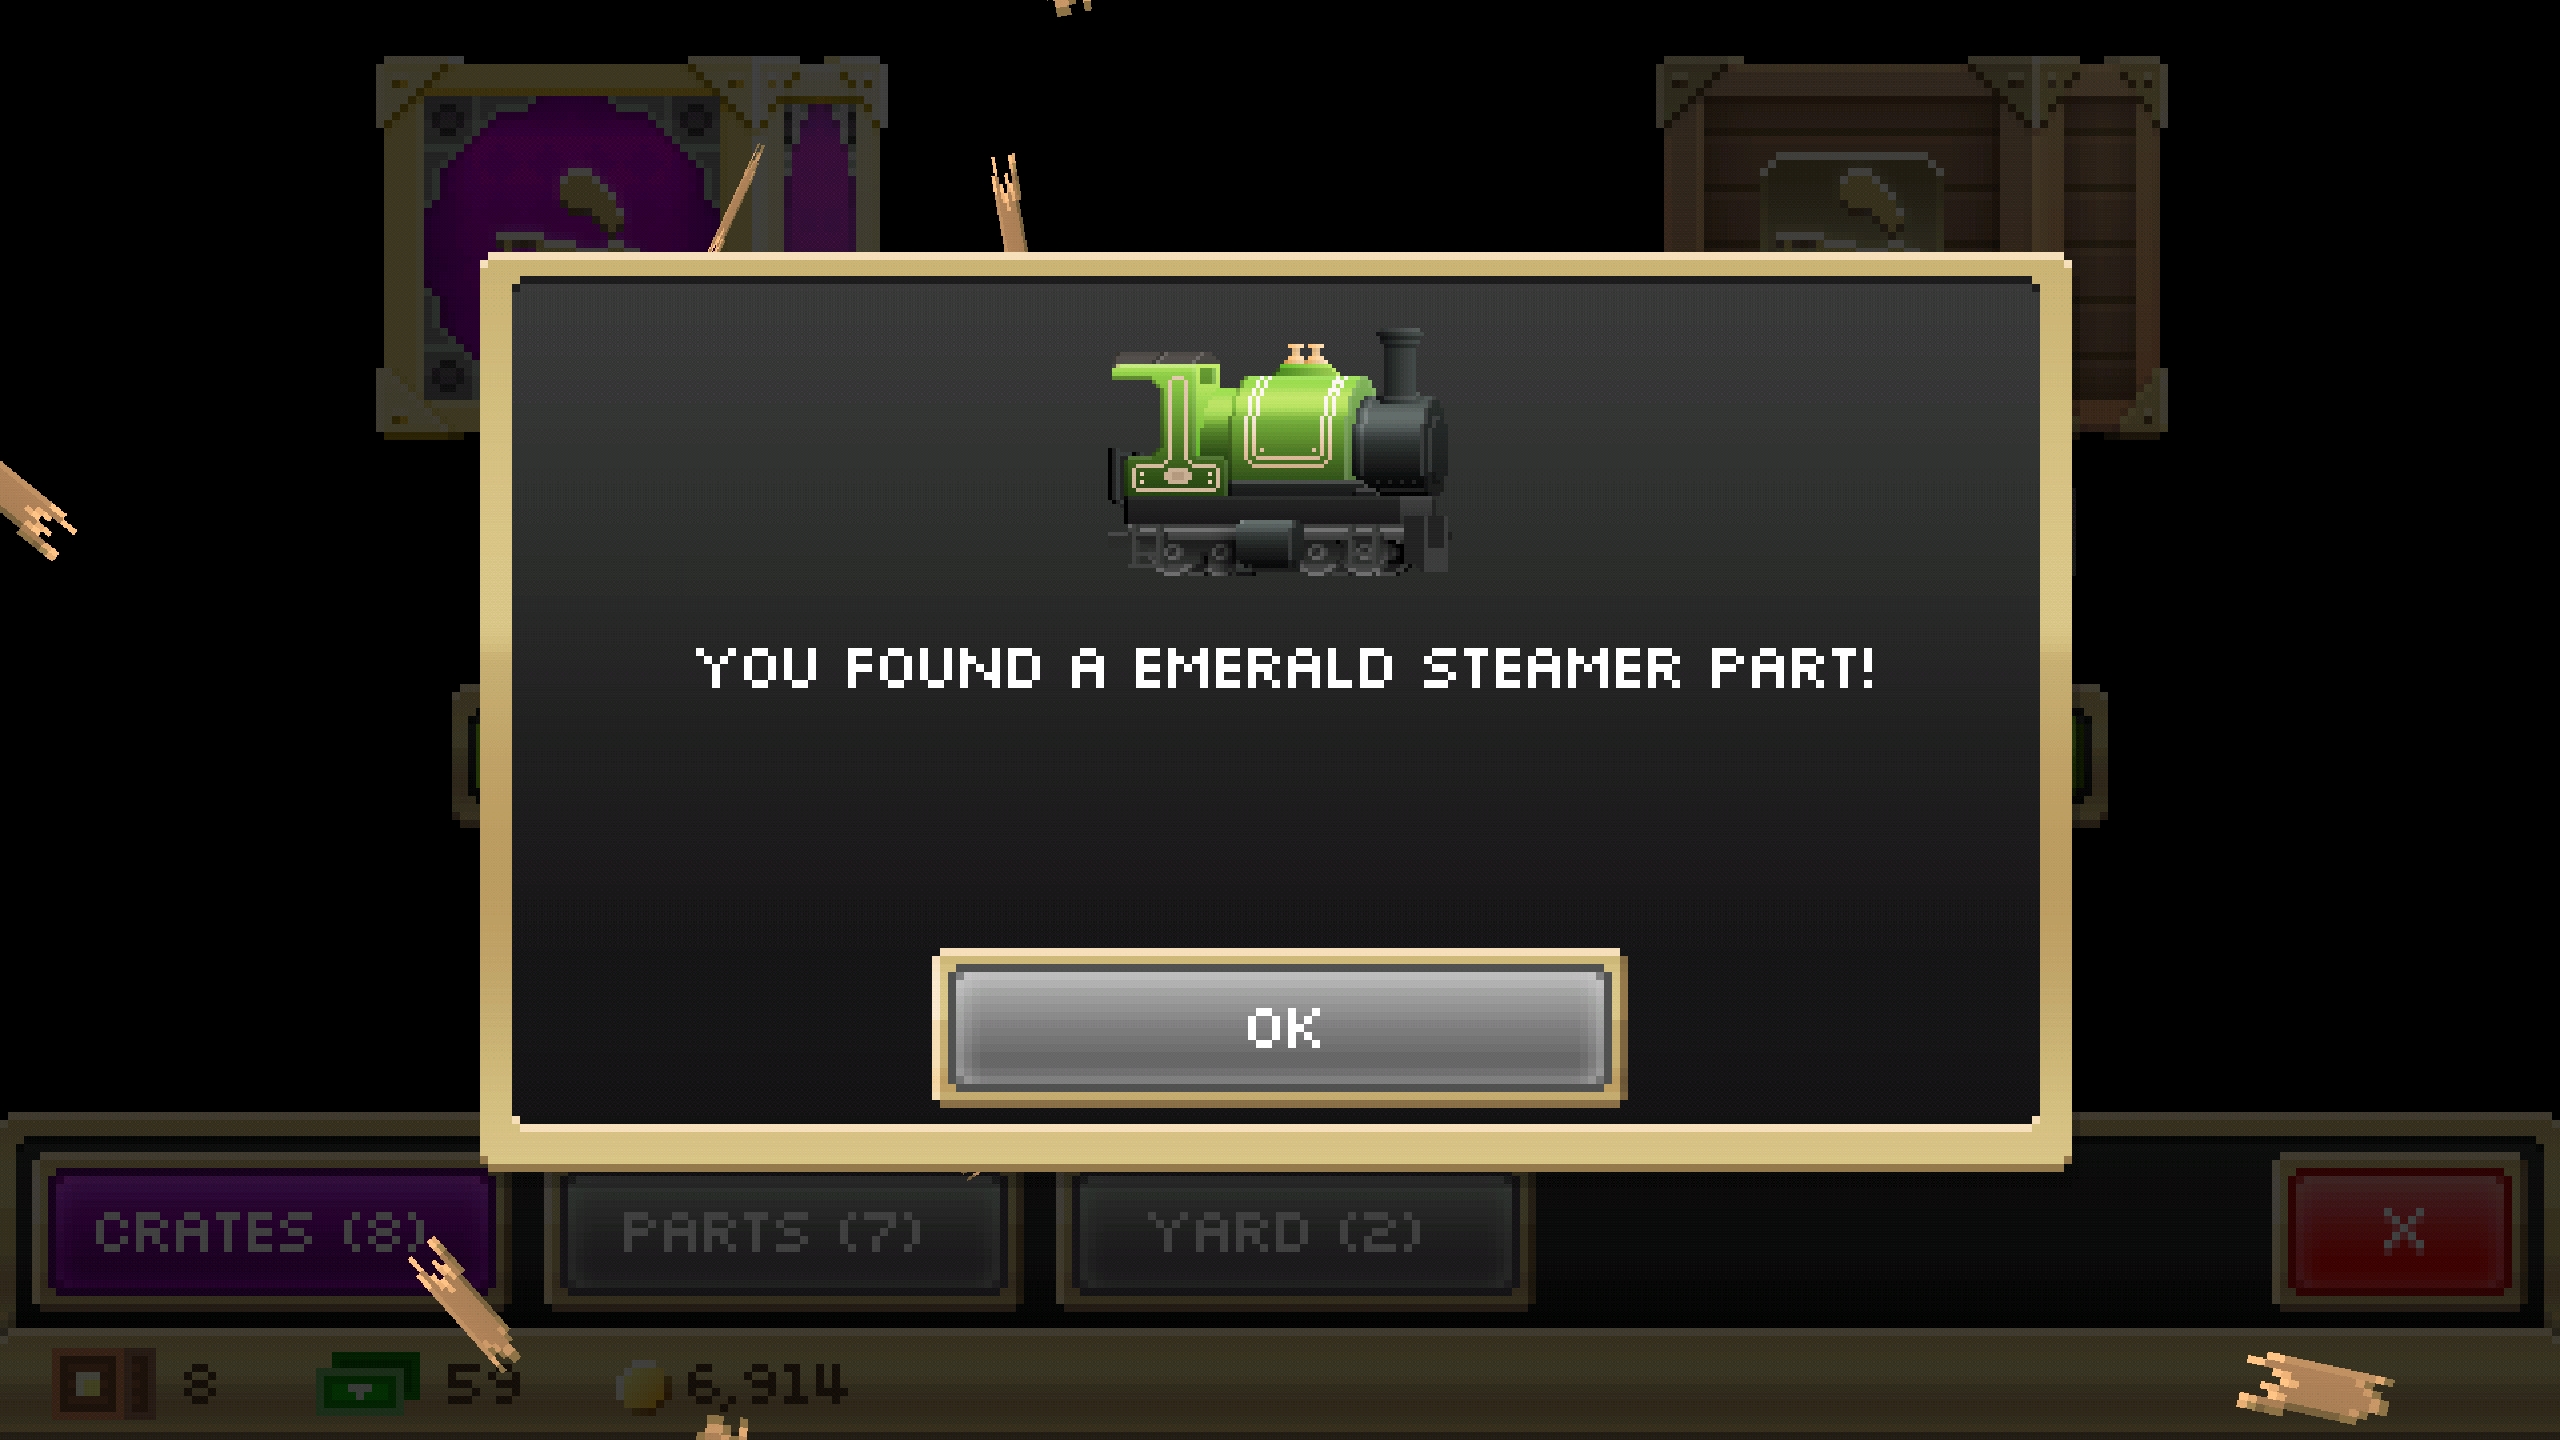 YOU FOUND A EMERALD STEAMER PART!
OK
CRATES (8)
PARTS (7)
YARD (2)
X
8
59
6,914